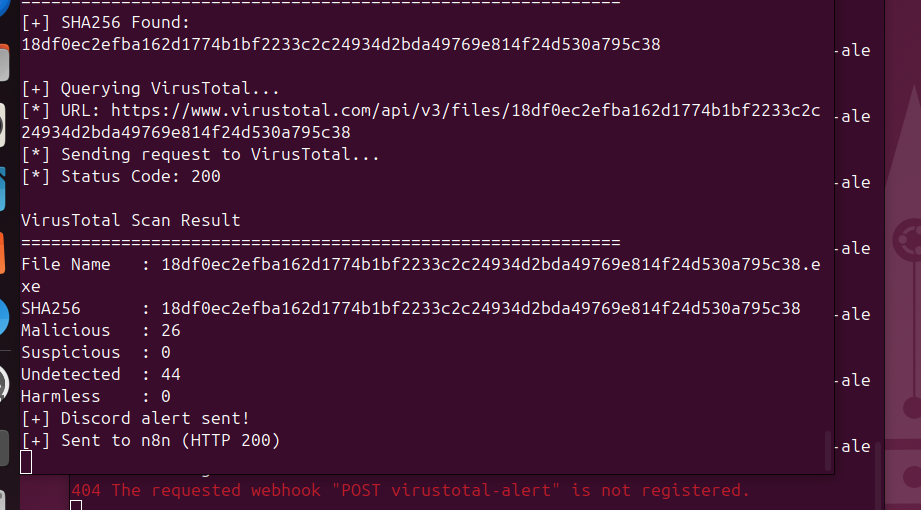 ============================================================
[+] SHA256 Found:
18df0ec2efba162d1774b1bf2233c2c24934d2bda49769e814f24d530a795c38
[+] Querying VirusTotal...
[*] URL: https://www.virustotal.com/api/v3/files/18df0ec2efba162d1774b1bf2233c2c
24934d2bda49769e814f24d530a795c38
[*] Sending request to VirusTotal...
[*] Status Code: 200
VirusTotal Scan Result
============================================================
File Name   : 18df0ec2efba162d1774b1bf2233c2c24934d2bda49769e814f24d530a795c38.e
xe
SHA256      : 18df0ec2efba162d1774b1bf2233c2c24934d2bda49769e814f24d530a795c38
Malicious   : 26
Suspicious  : 0
Undetected  : 44
Harmless    : 0
[+] Discord alert sent!
[+] Sent to n8n (HTTP 200)
-ale
-ale
-ale
-ale
-ale
-ale
-ale
404 The requested webhook "POST virustotal-alert" is not registered.